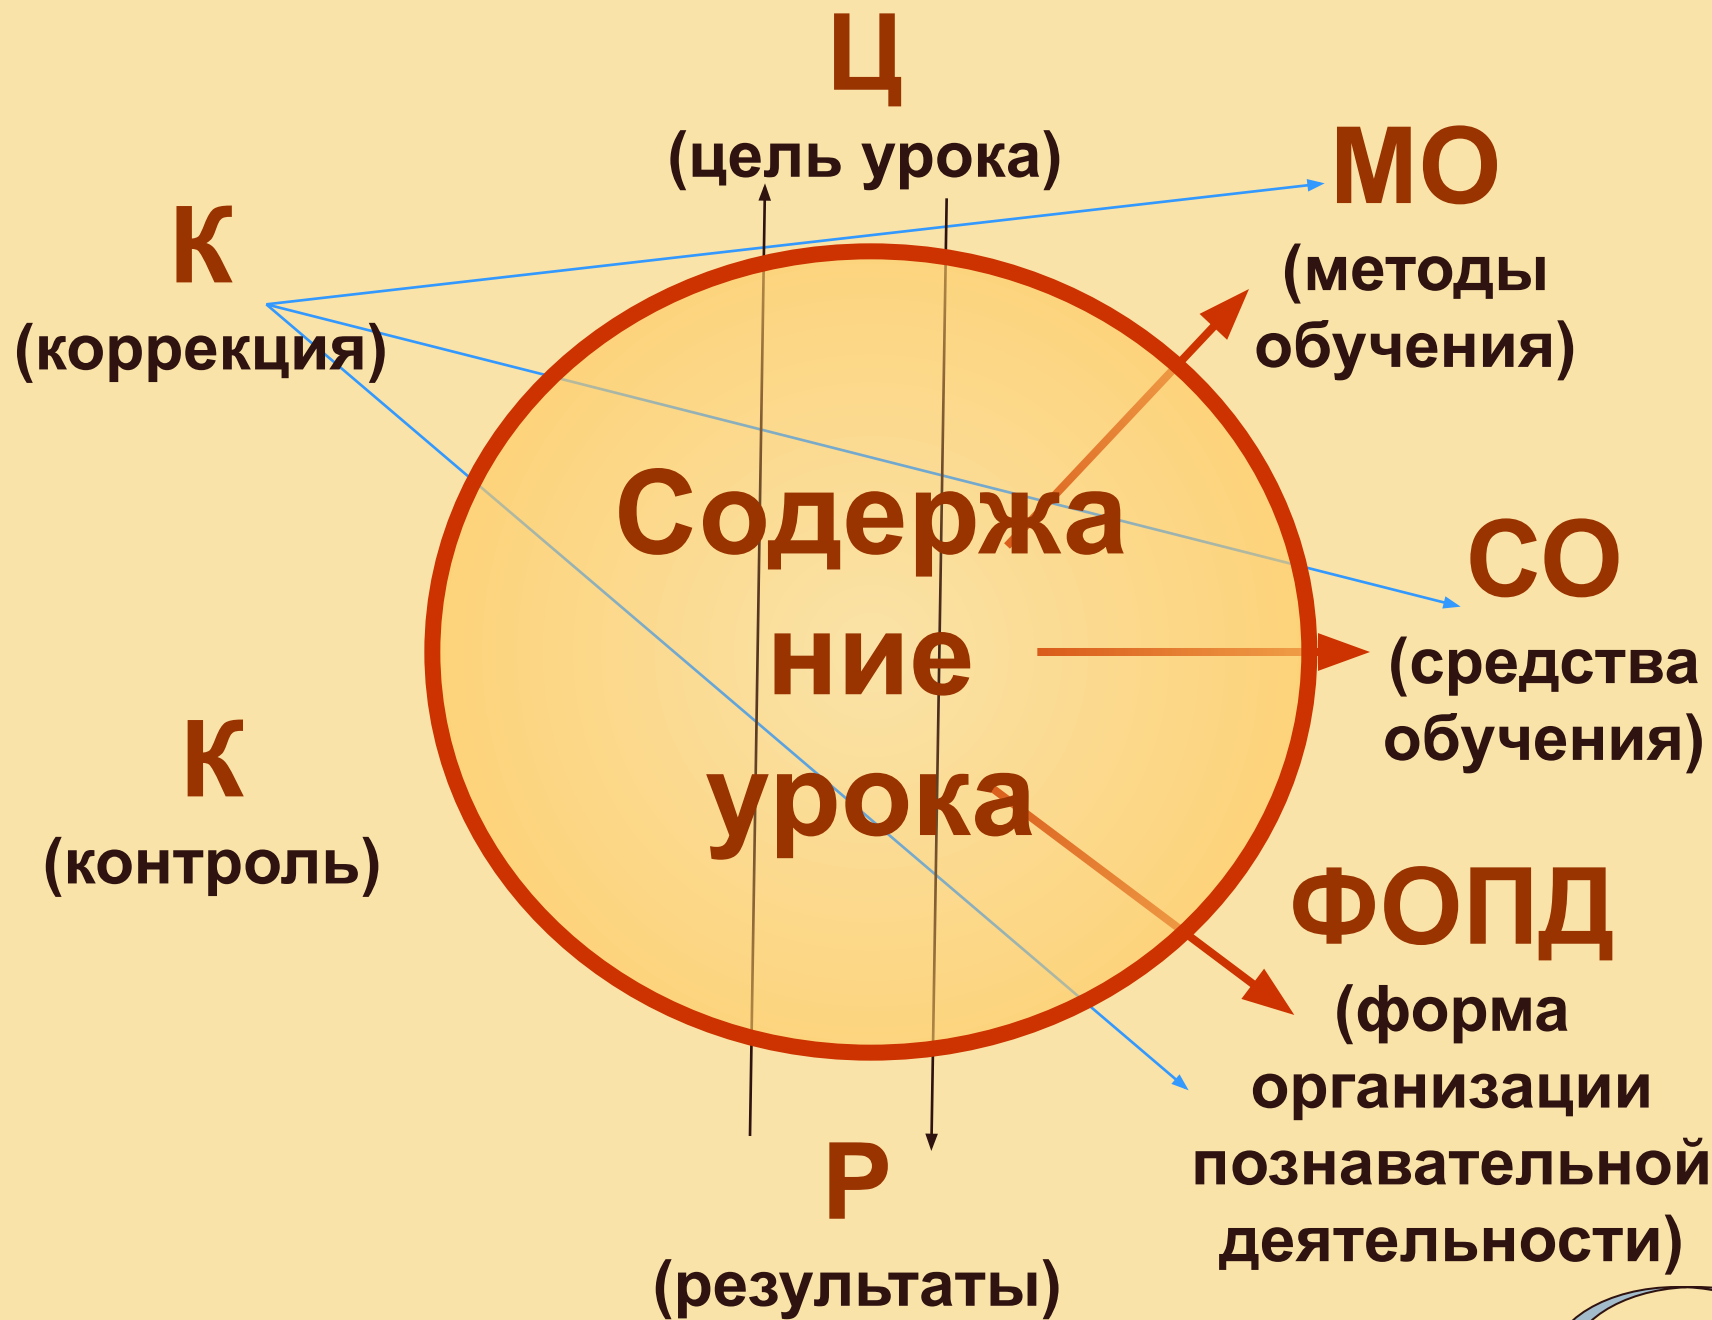 Ц
(цель урока)
МО
(методы
обучения)
К
(коррекция)
Содержа
ние
урока
СО
(средства
обучения)
К
(контроль)
ФОПД
(форма
организации
познавательной
деятельности)
Р
(результаты)